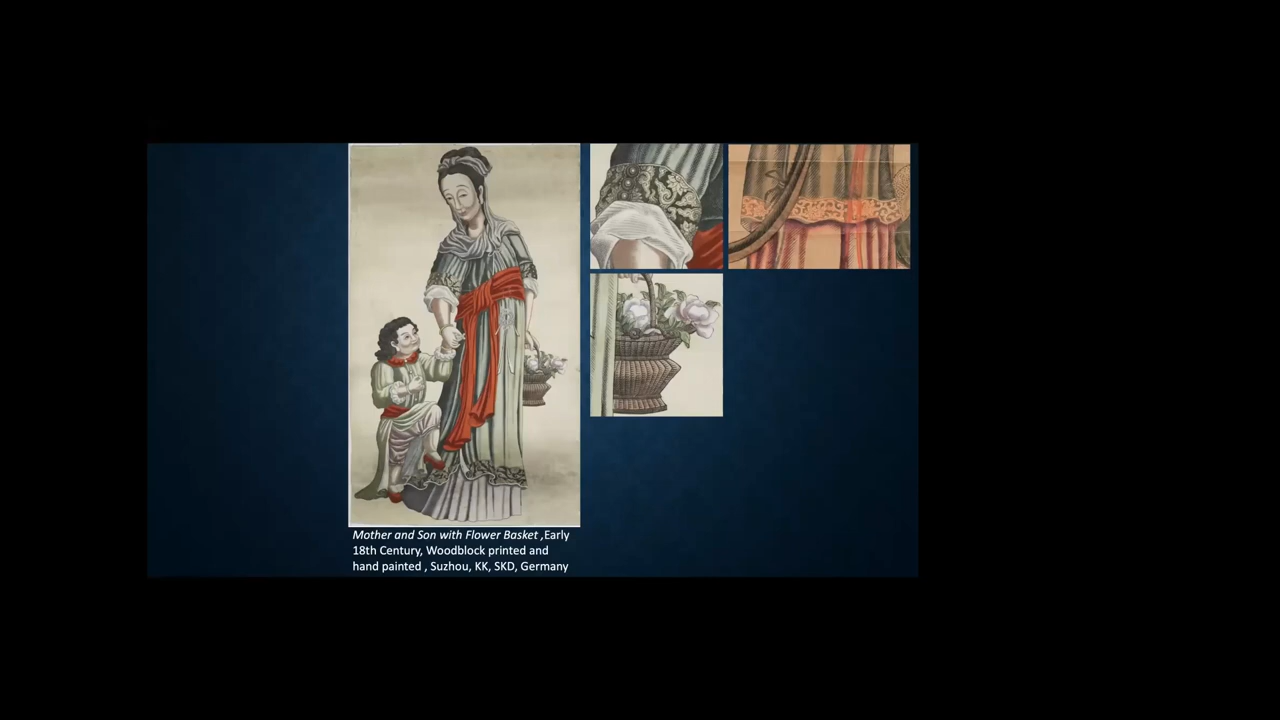 Mother and Son with Flower Basket ,Early
18th Century, Woodblock printed and
hand painted , Suzhou, KK, SKD, Germany